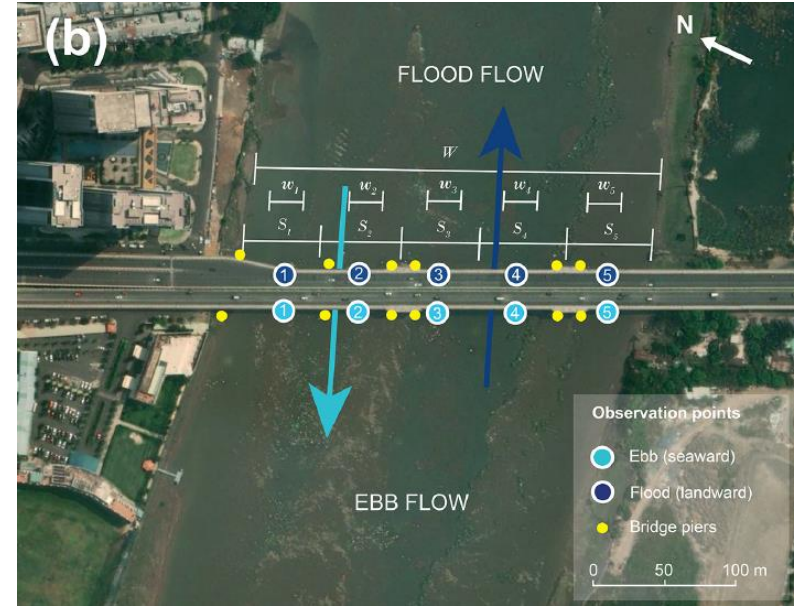 (b)
N
FLOOD FLOW
W
w1 w2 w3 w4 w5
S1 S2 S3 S4 S5
1 2 3 4 5
1 2 3 4 5
EBB FLOW
Observation points
Ebb (seaward)
Flood (landward)
Bridge piers
0 50 100 m